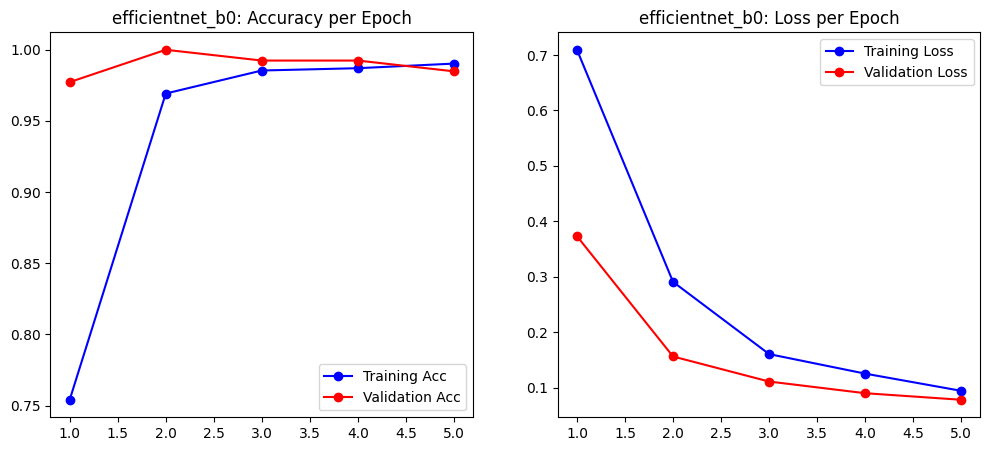 efficientnet_b0: Accuracy per Epoch
1.00
0.95
0.90
0.85
0.80
0.75
1.0 1.5 2.0 2.5 3.0 3.5 4.0 4.5 5.0
Training Acc
Validation Acc
efficientnet_b0: Loss per Epoch
0.7
0.6
0.5
0.4
0.3
0.2
0.1
1.0 1.5 2.0 2.5 3.0 3.5 4.0 4.5 5.0
Training Loss
Validation Loss